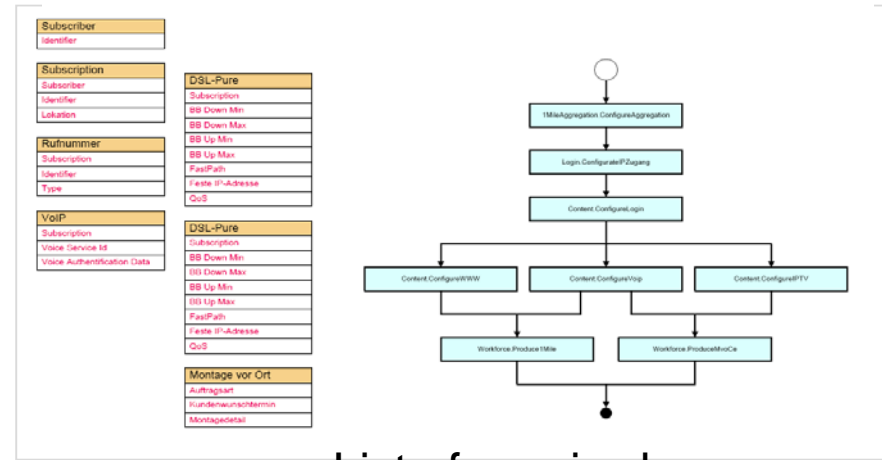 Subscriber
Identifier
Subscription
Subscriber
Identifier
Lokation
Rufnummer
Subscription
Identifier
Type
VoIP
Subscription
Voice Service Id
Voice Authentification Data
DSL-Pure
Subscription
BB Down Min
BB Down Max
BB Up Min
BB Up Max
FastPath
Feste IP-Adresse
QoS
DSL-Pure
Subscription
BB Down Min
BB Down Max
BB Up Min
BB Up Max
FastPath
Feste IP-Adresse
QoS
Montage vor Ort
Auftragsart
Kundenwunschtermin
Montagedetail
1MileAggregation.ConfigureAggregation
Login.ConfigrateIPZugang
Content.ConfigureLogin
Content.ConfigureWWW
Content.ConfigureVoip
Content.ConfigureIPTV
Workforce.Produce1Mile
Workforce.ProduceMvoCe